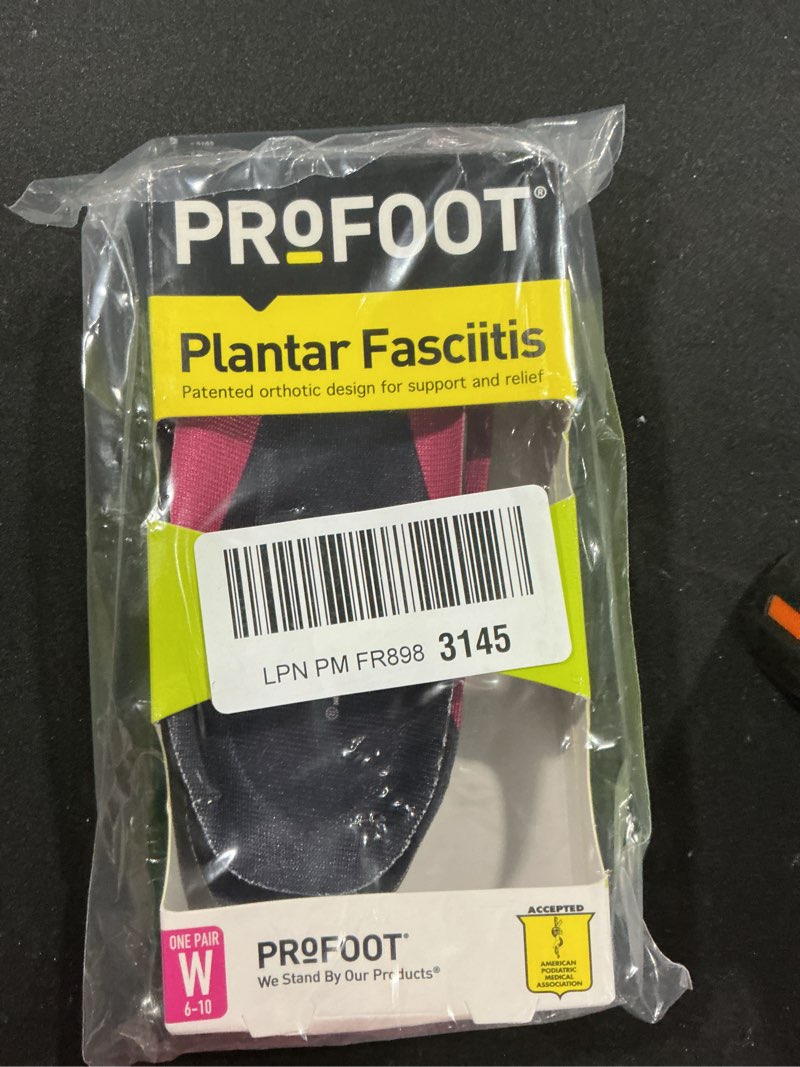 PROFOOT®
Plantar Fasciitis
Patented orthotic design for support and relief
LPN PM FR898 3145
ONE PAIR
W
6-10
PROFOOT®
We Stand By Our Products®
ACCEPTED
AMERICAN
PODIATRIC
MEDICAL
ASSOCIATION